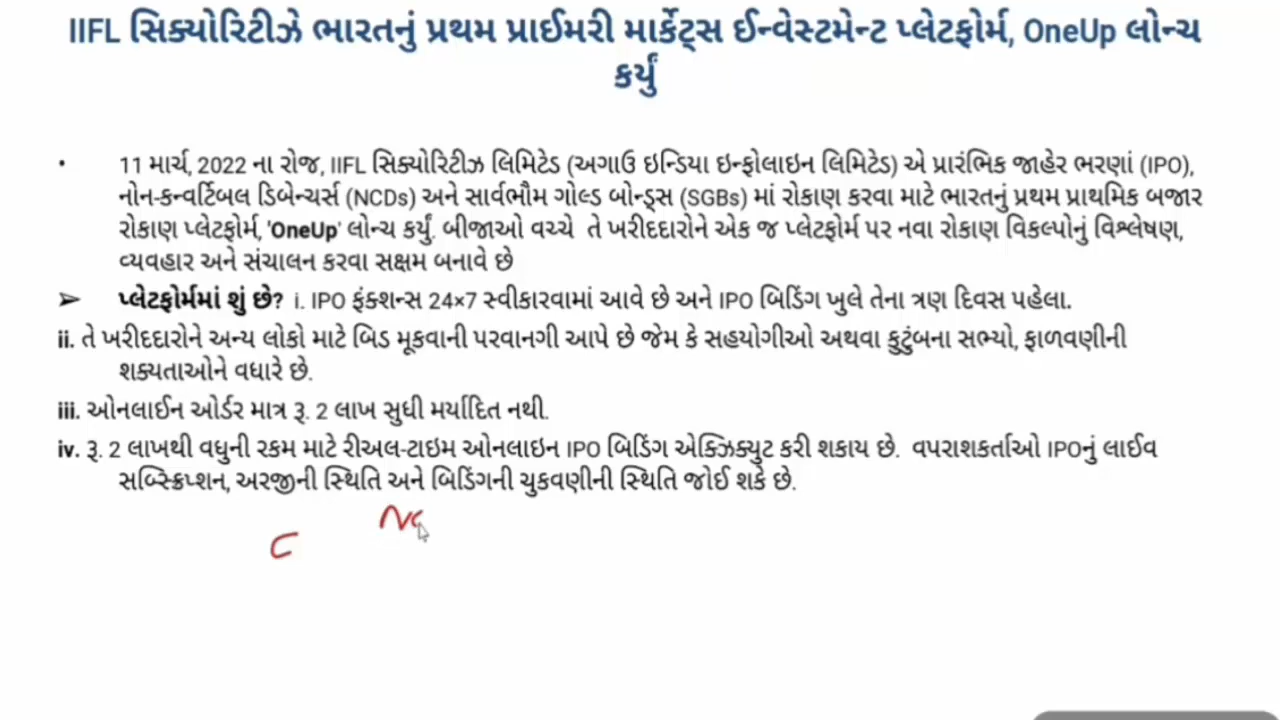 IIFL સિક્યોરિટીઝે ભારતનું પ્રથમ પ્રાઈમરી માર્કેટ્સ ઈન્વેસ્ટમેન્ટ પ્લેટફોર્મ, OneUp લોન્ચ
કર્યું
• 11 માર્ચ, 2022 ના રોજ, IIFL સિક્યોરિટીઝ લિમિટેડ (અગાઉ ઇન્ડિયા ઇન્ફોલાઇન લિમિટેડ) એ પ્રારંભિક જાહેર ભરણાં (IPO),
નોન-કન્વર્ટિબલ ડિબેન્ચર્સ (NCDs) અને સાર્વભૌમ ગોલ્ડ બોન્ડ્સ (SGBs) માં રોકાણ કરવા માટે ભારતનું પ્રથમ પ્રાથમિક બજાર
રોકાણ પ્લેટફોર્મ, 'OneUp' લોન્ચ કર્યું. બીજાઓ વચ્ચે તે ખરીદદારોને એક જ પ્લેટફોર્મ પર નવા રોકાણ વિકલ્પોનું વિશ્લેષણ,
વ્યવહાર અને સંચાલન કરવા સક્ષમ બનાવે છે
➢ પ્લેટફોર્મમાં શું છે? i. IPO ફંક્શન્સ 24×7 સ્વીકારવામાં આવે છે અને IPO બિડિંગ ખુલે તેના ત્રણ દિવસ પહેલા.
ii. તે ખરીદદારોને અન્ય લોકો માટે બિડ મૂકવાની પરવાનગી આપે છે જેમ કે સહયોગીઓ અથવા કુટુંબના સભ્યો, ફાળવણીની
શક્યતાઓને વધારે છે.
iii. ઓનલાઈન ઓર્ડર માત્ર રૂ. 2 લાખ સુધી મર્યાદિત નથી.
iv. રૂ. 2 લાખથી વધુની રકમ માટે રીઅલ-ટાઇમ ઓનલાઇન IPO બિડિંગ એક્ઝિક્યુટ કરી શકાય છે. વપરાશકર્તાઓ IPOનું લાઈવ
સબ્સ્ક્રિપ્શન, અરજીની સ્થિતિ અને બિડિંગની ચુકવણીની સ્થિતિ જોઈ શકે છે.